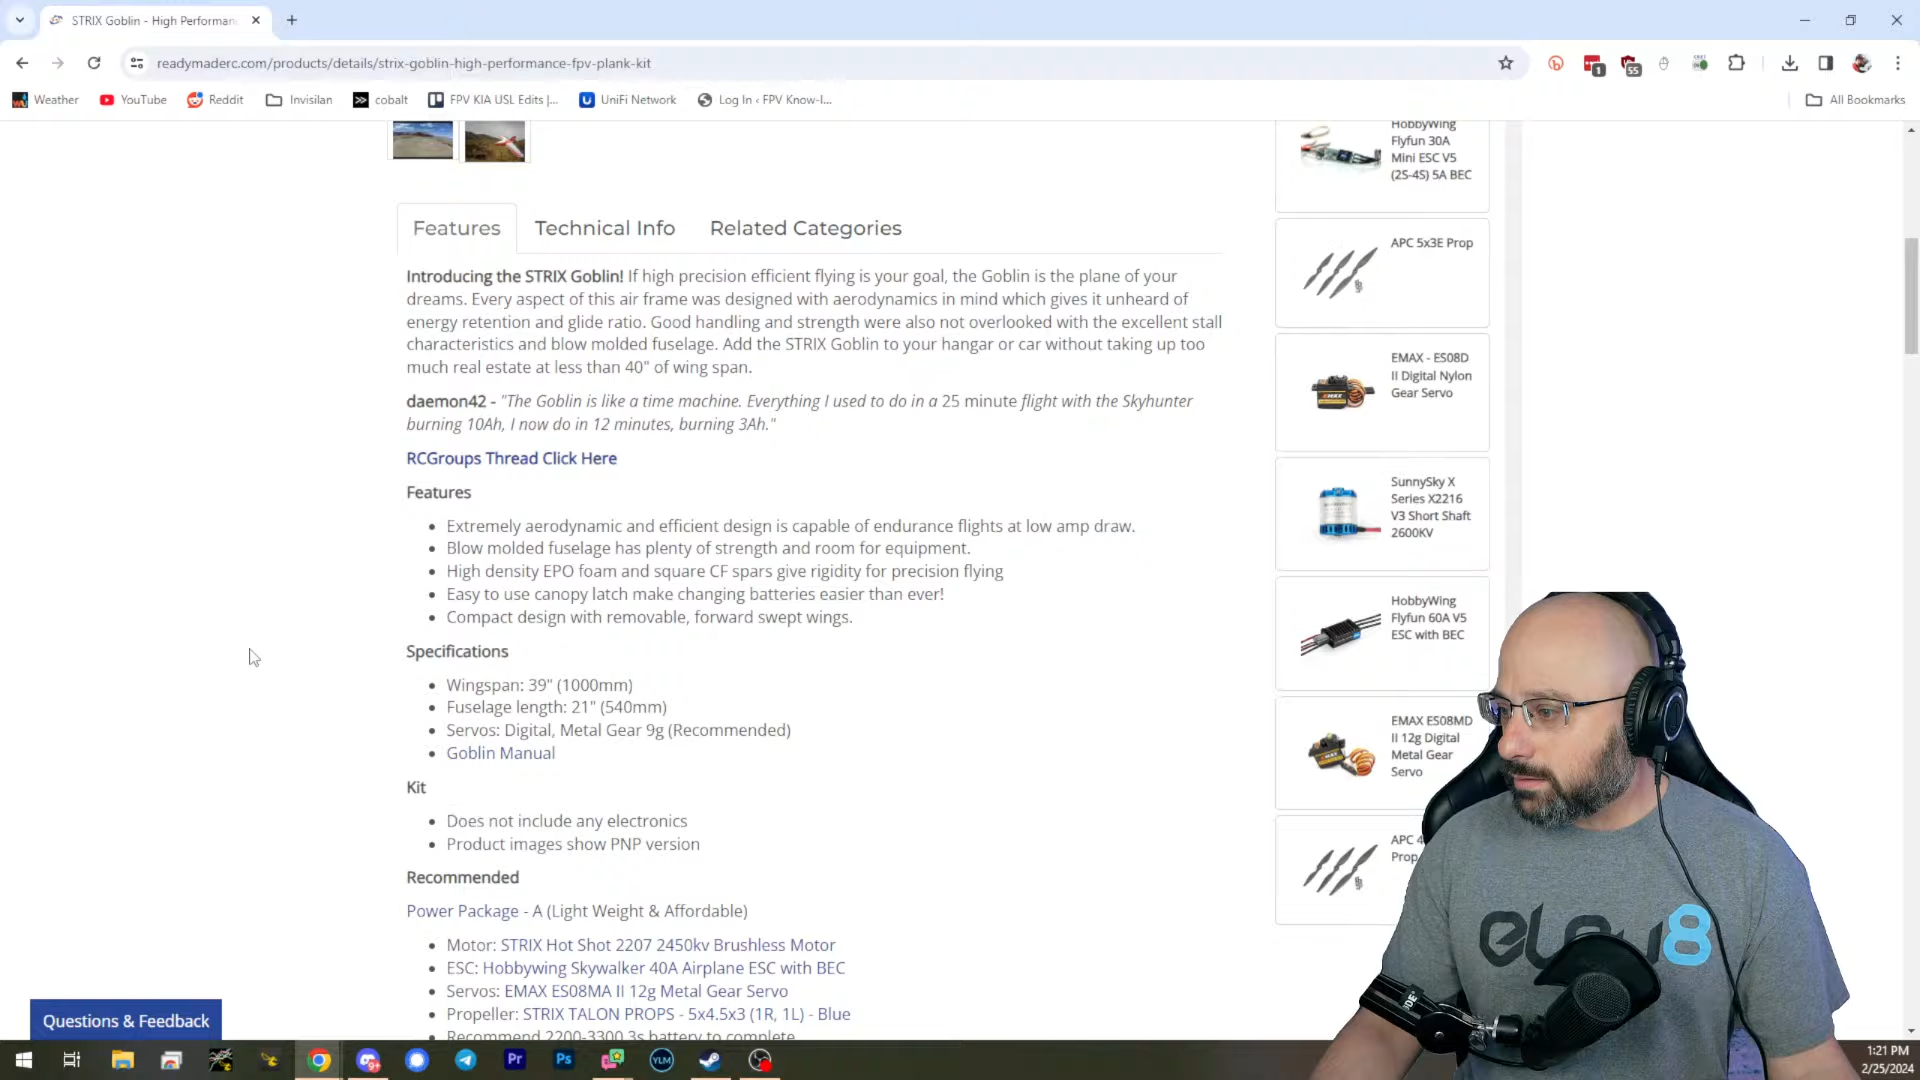 STRIX Goblin - High Performan
readymaderc.com/products/details/strix-goblin-high-performance-fpv-plank-kit
1
55
Weather
YouTube
Reddit
Invisilan
cobalt
FPV KIA USL Edits |...
UniFi Network
Log In ‹ FPV Know-I...
All Bookmarks
Features
Technical Info
Related Categories
Introducing the STRIX Goblin! If high precision efficient flying is your goal, the Goblin is the plane of your
dreams. Every aspect of this air frame was designed with aerodynamics in mind which gives it unheard of
energy retention and glide ratio. Good handling and strength were also not overlooked with the excellent stall
characteristics and blow molded fuselage. Add the STRIX Goblin to your hangar or car without taking up too
much real estate at less than 40" of wing span.
daemon42 - "The Goblin is like a time machine. Everything I used to do in a 25 minute flight with the Skyhunter
burning 10Ah, I now do in 12 minutes, burning 3Ah."
RCGroups Thread Click Here
Features
• Extremely aerodynamic and efficient design is capable of endurance flights at low amp draw.
• Blow molded fuselage has plenty of strength and room for equipment.
• High density EPO foam and square CF spars give rigidity for precision flying
• Easy to use canopy latch make changing batteries easier than ever!
• Compact design with removable, forward swept wings.
Specifications
• Wingspan: 39" (1000mm)
• Fuselage length: 21" (540mm)
• Servos: Digital, Metal Gear 9g (Recommended)
• Goblin Manual
Kit
• Does not include any electronics
• Product images show PNP version
Recommended
Power Package - A (Light Weight & Affordable)
• Motor: STRIX Hot Shot 2207 2450kv Brushless Motor
• ESC: Hobbywing Skywalker 40A Airplane ESC with BEC
• Servos: EMAX ES08MA II 12g Metal Gear Servo
• Propeller: STRIX TALON PROPS - 5x4.5x3 (1R, 1L) - Blue
• Recommend 2200-3300 3s battery to complete
HobbyWing
Flyfun 30A
Mini ESC V5
(2S-4S) 5A BEC
APC 5x3E Prop
EMAX - ES08D
II Digital Nylon
Gear Servo
SunnySky X
Series X2216
V3 Short Shaft
2600KV
HobbyWing
Flyfun 60A V5
ESC with BEC
EMAX ES08MD
II 12g Digital
Metal Gear
Servo
APC 4
Prop
Questions & Feedback
Pr
Ps
YLM
1:21 PM
2/25/2024